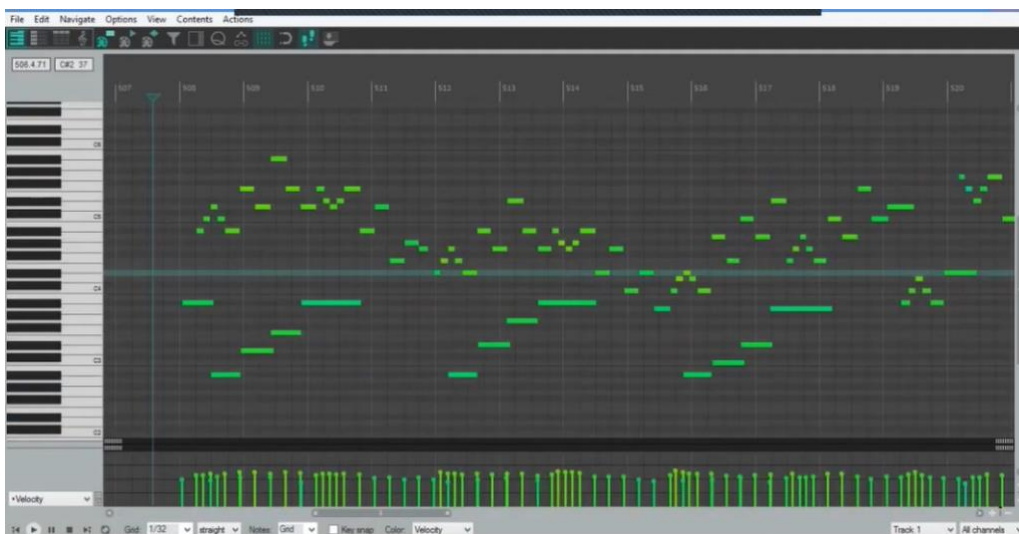 File Edit Navigate Options View Contents Actions
508.4.71 C#2 37
507 508 509 510 511 512 513 514 515 516 517 518 519 520
C6
C5
C4
C3
C2
Velocity
Grid: 1/32 straight Notes: Grid Key snap Color: Velocity Track 1 All channels